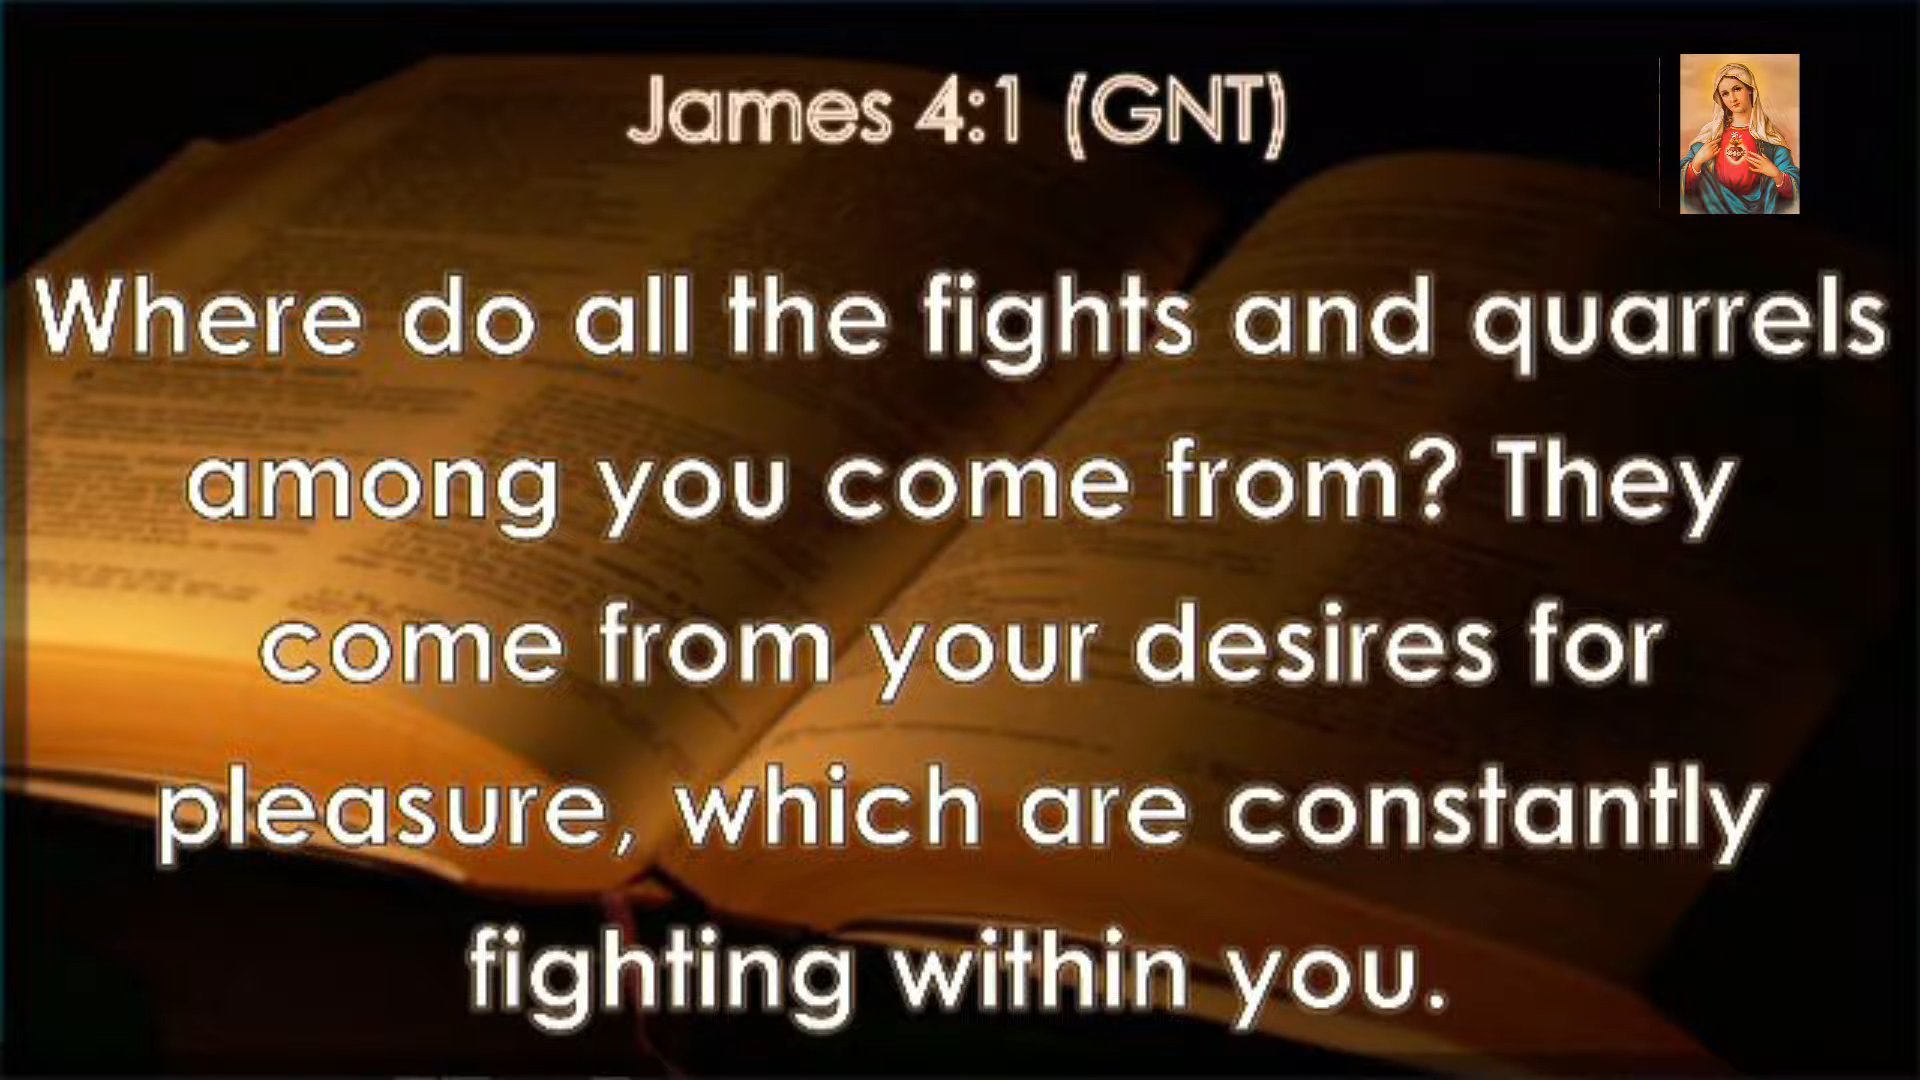 James 4:1 (GNT)
Where do all the fights and quarrels
among you come from? They
come from your desires for
pleasure, which are constantly
fighting within you.